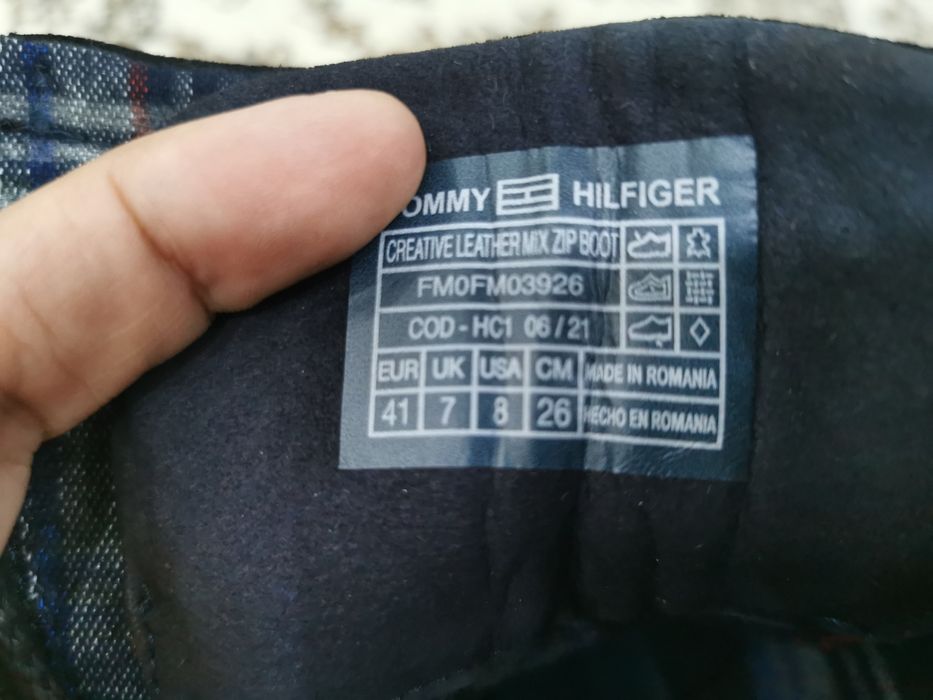 OMMY HILFIGER
CREATIVE LEATHER MIX ZIP BOOT
FM0FM03926
COD - HC1 06 / 21
EUR UK USA CM MADE IN ROMANIA
41 7 8 26 HECHO EN ROMANIA